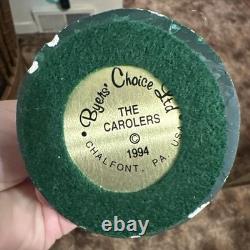 Byers' Choice Ltd
THE
CAROLERS
©
1994
CHALFONT, PA. USA